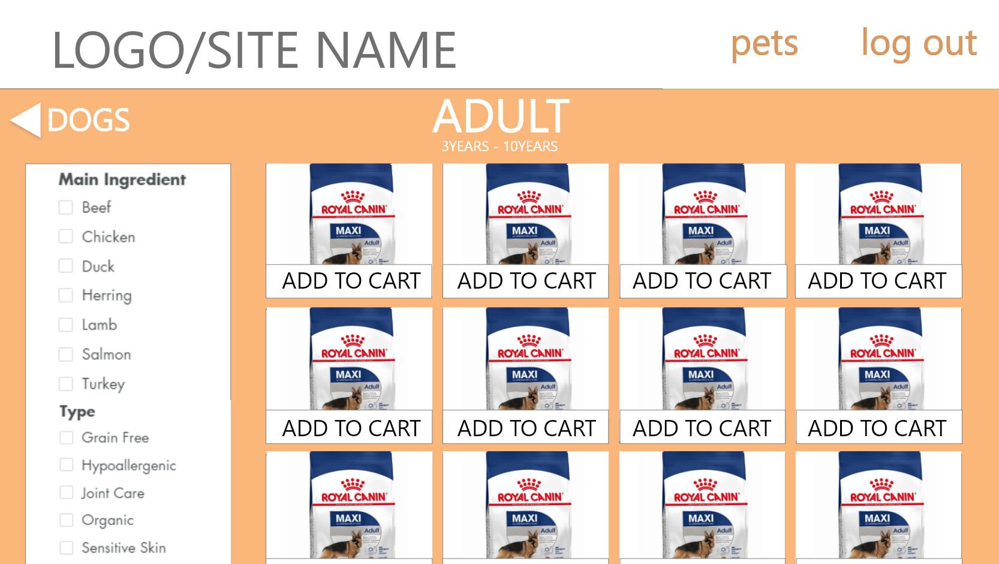 LOGO/SITE NAME
pets
log out
DOGS
ADULT
3YEARS - 10YEARS
Main Ingredient
Beef
Chicken
Duck
Herring
Lamb
Salmon
Turkey
Type
Grain Free
Hypoallergenic
Joint Care
Organic
Sensitive Skin
ROYAL CANIN
MAXI
Adult
ROYAL CANIN
MAXI
Adult
ROYAL CANIN
MAXI
Adult
ROYAL CANIN
MAXI
Adult
ADD TO CART
ADD TO CART
ADD TO CART
ADD TO CART
ROYAL CANIN
MAXI
Adult
ROYAL CANIN
MAXI
Adult
ROYAL CANIN
MAXI
Adult
ROYAL CANIN
MAXI
Adult
ADD TO CART
ADD TO CART
ADD TO CART
ADD TO CART
ROYAL CANIN
MAXI
Adult
ROYAL CANIN
MAXI
Adult
ROYAL CANIN
MAXI
Adult
ROYAL CANIN
MAXI
Adult